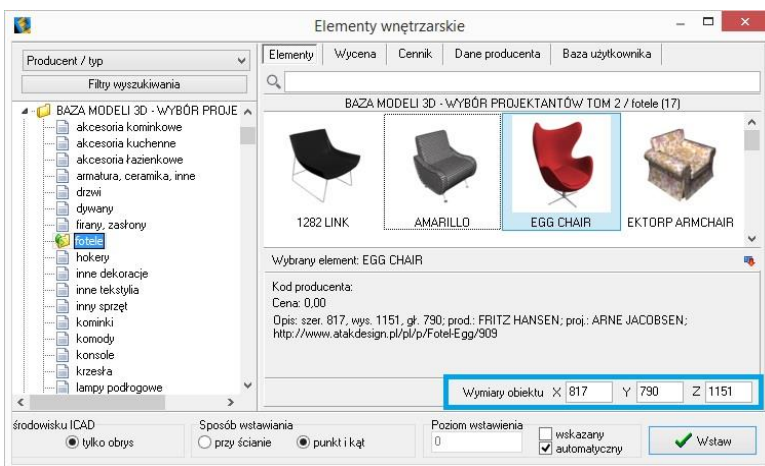 Elementy wnętrzarskie
Producent / typ
Filtry wyszukiwania
BAZA MODELI 3D - WYBÓR PROJE
akcesoria kominkowe
akcesoria kuchenne
akcesoria łazienkowe
armatura, ceramika, inne
drzwi
dywany
firany, zasłony
fotele
hokery
inne dekoracje
inne tekstylia
inny sprzęt
kominki
komody
konsole
krzesła
lampy podłogowe
Elementy Wycena Cennik Dane producenta Baza użytkownika
BAZA MODELI 3D - WYBÓR PROJEKTANTÓW TOM 2 / fotele (17)
1282 LINK AMARILLO EGG CHAIR EKTORP ARMCHAIR
Wybrany element: EGG CHAIR
Kod producenta:
Cena: 0,00
Opis: szer. 817, wys. 1151, gł. 790; prod.: FRITZ HANSEN; proj.: ARNE JACOBSEN;
http://www.atakdesign.pl/pl/p/Fotel-Egg/909
Wymiary obiektu X 817 Y 790 Z 1151
środowisku ICAD
tylko obrys
Sposób wstawiania
przy ścianie punkt i kąt
Poziom wstawienia
0
wskazany
automatyczny
Wstaw